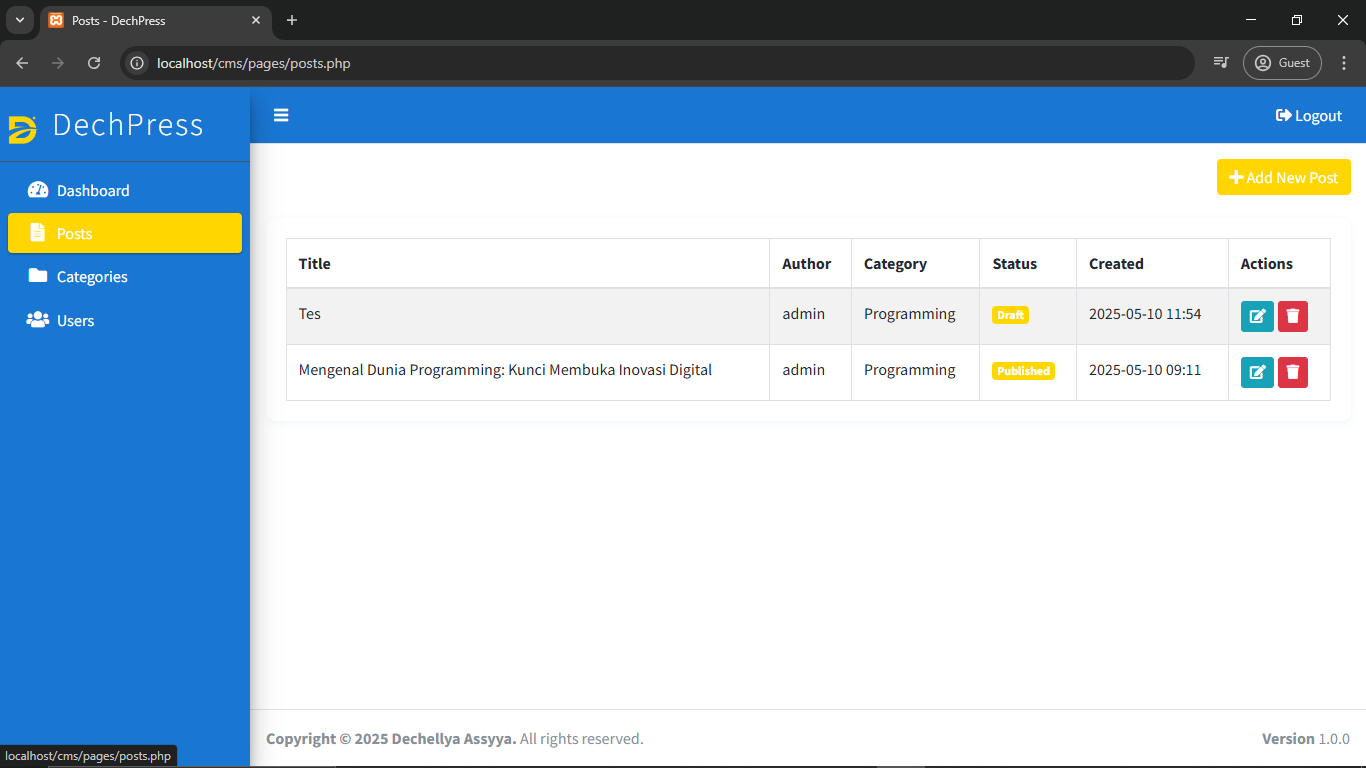 Posts - DechPress
localhost/cms/pages/posts.php
Guest
DechPress
Logout
Dashboard
Posts
Categories
Users
Add New Post
Title Author Category Status Created Actions
Tes admin Programming Draft 2025-05-10 11:54
Mengenal Dunia Programming: Kunci Membuka Inovasi Digital admin Programming Published 2025-05-10 09:11
Copyright © 2025 Dechellya Assyya. All rights reserved. Version 1.0.0
localhost/cms/pages/posts.php